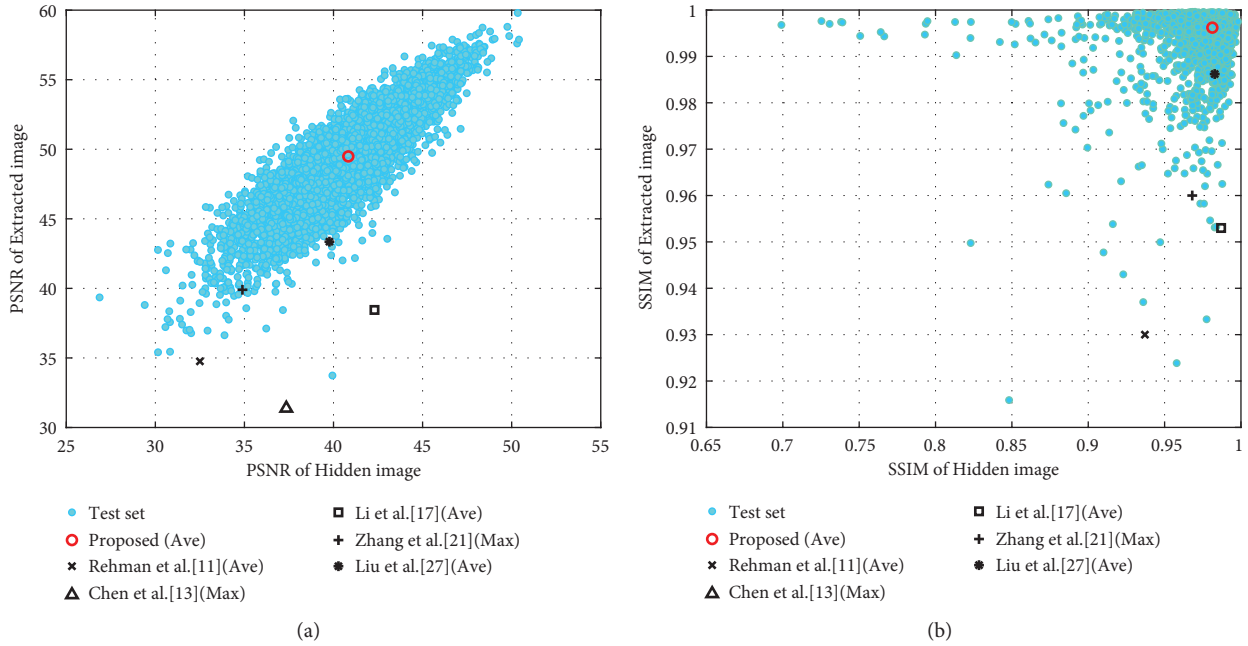 60
55
50
45
40
35
30
25
30
35
40
45
50
55
PSNR of Extracted image
PSNR of Hidden image
Test set
Proposed (Ave)
Rehman et al.[11](Ave)
Chen et al.[13](Max)
Li et al.[17](Ave)
Zhang et al.[21](Max)
Liu et al.[27](Ave)
(a)
1
0.99
0.98
0.97
0.96
0.95
0.94
0.93
0.92
0.91
0.65
0.7
0.75
0.8
0.85
0.9
0.95
1
SSIM of Extracted image
SSIM of Hidden image
Test set
Proposed (Ave)
Rehman et al.[11](Ave)
Chen et al.[13](Max)
Li et al.[17](Ave)
Zhang et al.[21](Max)
Liu et al.[27](Ave)
(b)